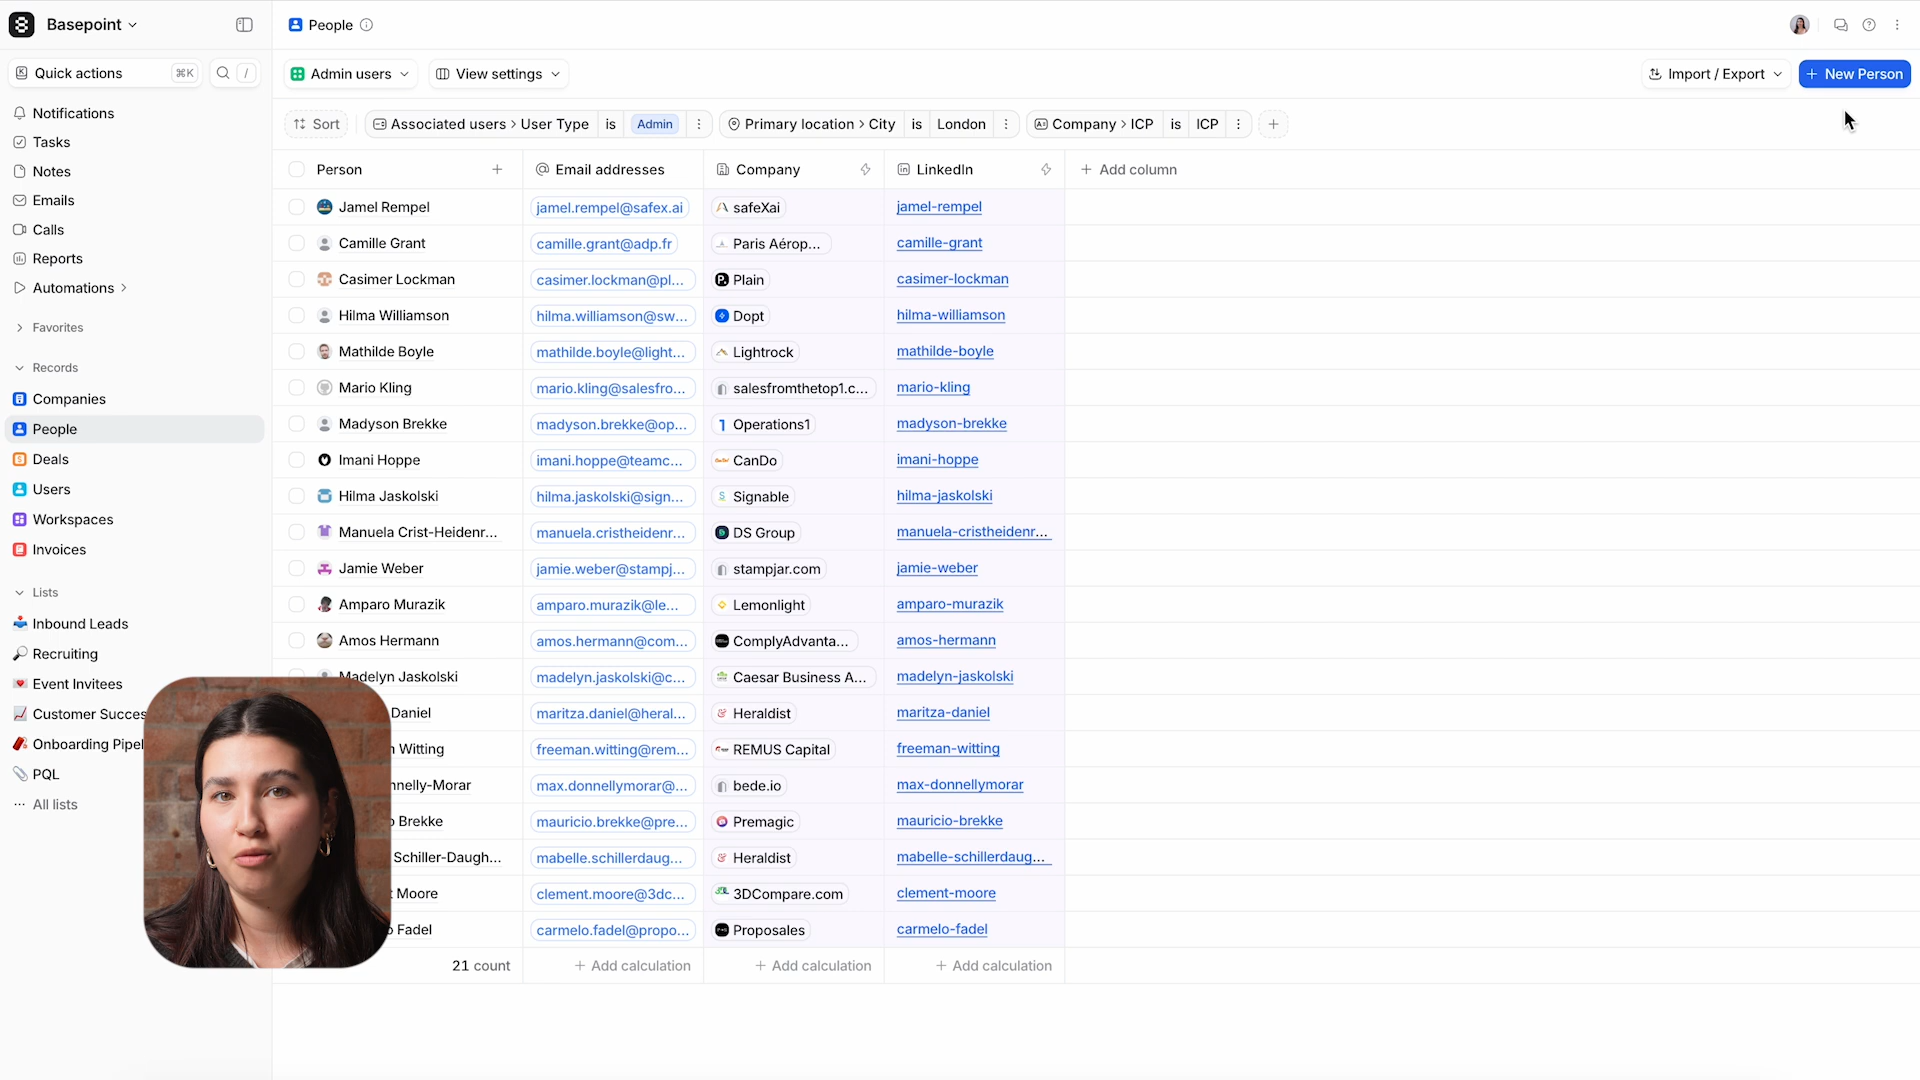 Basepoint
People
Quick actions ⌘K /
Admin users
View settings
Import / Export
+ New Person
Notifications
Tasks
Notes
Emails
Calls
Reports
Automations
Favorites
Records
Companies
People
Deals
Users
Workspaces
Invoices
Lists
Inbound Leads
Recruiting
Event Invitees
Customer Succes
Onboarding Pipel
PQL
All lists
Sort
Associated users > User Type is Admin
Primary location > City is London
Company > ICP is ICP
Person Email addresses Company LinkedIn Add column
Jamel Rempel jamel.rempel@safex.ai safeXai jamel-rempel
Camille Grant camille.grant@adp.fr Paris Aérop... camille-grant
Casimer Lockman casimer.lockman@pl... Plain casimer-lockman
Hilma Williamson hilma.williamson@sw... Dopt hilma-williamson
Mathilde Boyle mathilde.boyle@light... Lightrock mathilde-boyle
Mario Kling mario.kling@salesfro... salesfromthetop1.c... mario-kling
Madyson Brekke madyson.brekke@op... Operations1 madyson-brekke
Imani Hoppe imani.hoppe@teamc... CanDo imani-hoppe
Hilma Jaskolski hilma.jaskolski@sign... Signable hilma-jaskolski
Manuela Crist-Heidenr... manuela.cristheidenr... DS Group manuela-cristheidenr...
Jamie Weber jamie.weber@stampj... stampjar.com jamie-weber
Amparo Murazik amparo.murazik@le... Lemonlight amparo-murazik
Amos Hermann amos.hermann@com... ComplyAdvanta... amos-hermann
Madelyn Jaskolski madelyn.jaskolski@c... Caesar Business A... madelyn-jaskolski
Daniel maritza.daniel@heral... Heraldist maritza-daniel
n Witting freeman.witting@rem... REMUS Capital freeman-witting
nnelly-Morar max.donnellymorar@... bede.io max-donnellymorar
o Brekke mauricio.brekke@pre... Premagic mauricio-brekke
Schiller-Daugh... mabelle.schillerdaug... Heraldist mabelle-schillerdaug...
t Moore clement.moore@3dc... 3DCompare.com clement-moore
o Fadel carmelo.fadel@propo... Proposales carmelo-fadel
21 count + Add calculation + Add calculation + Add calculation